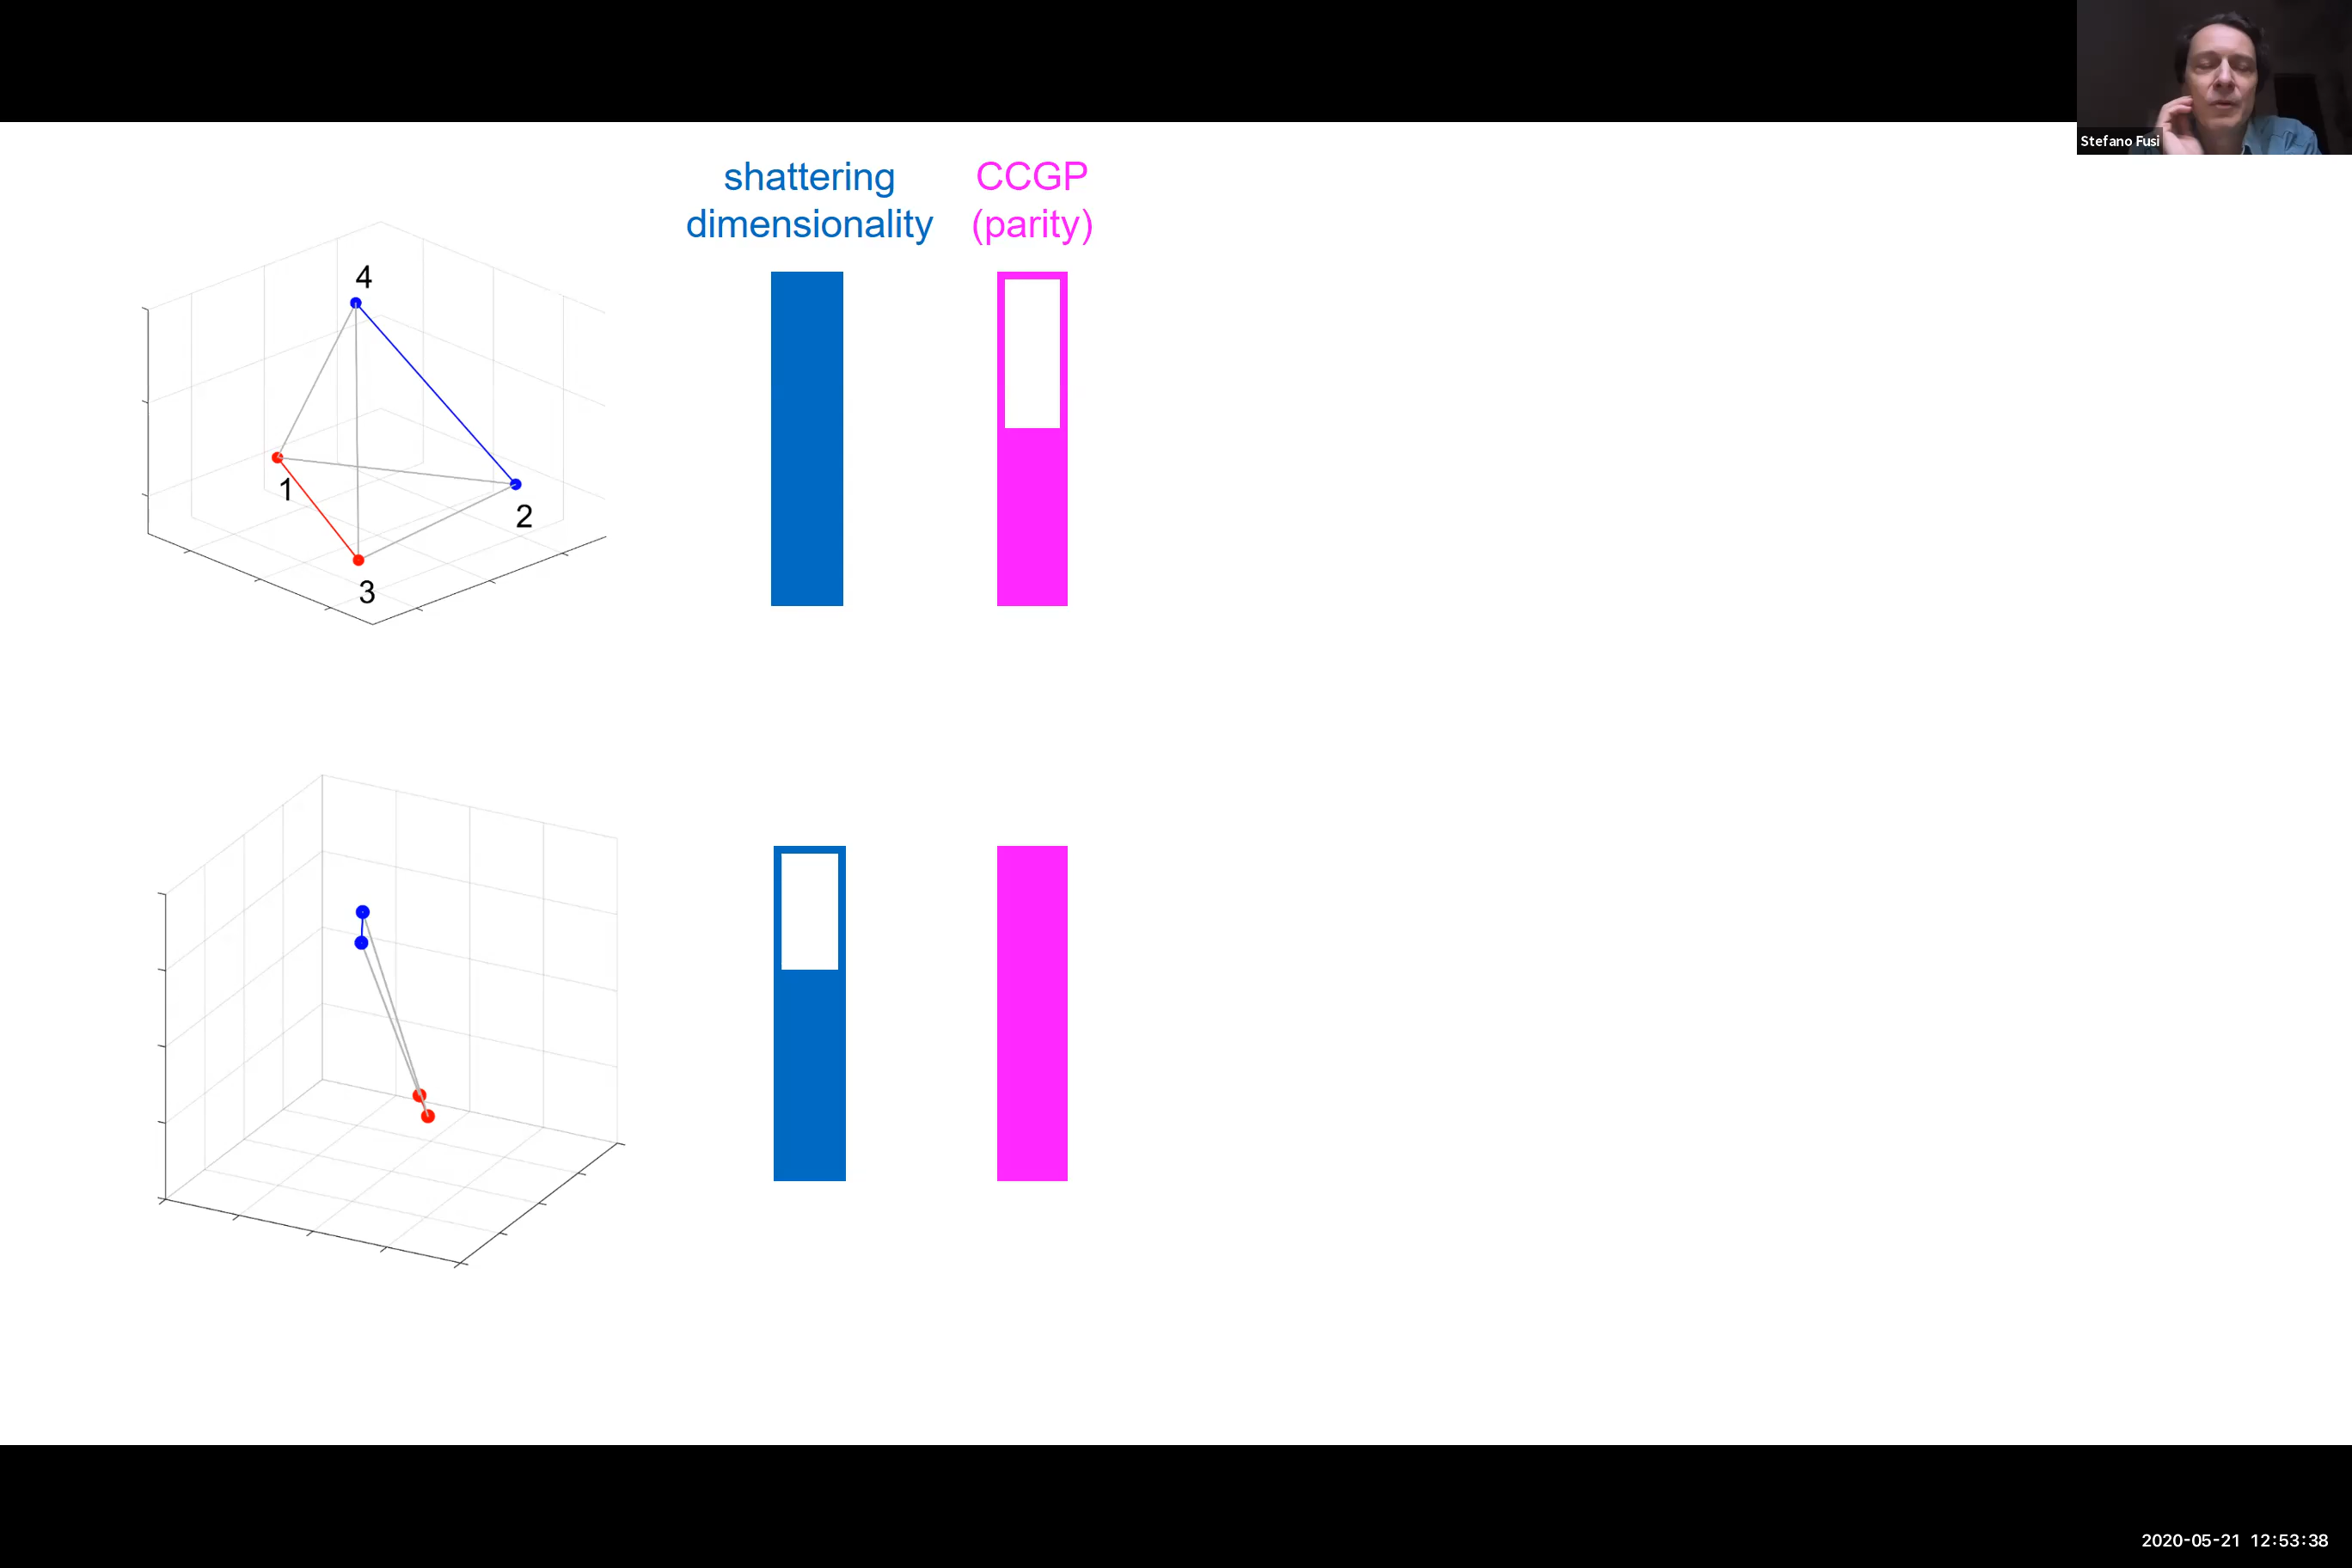 Stefano Fusi
shattering
dimensionality
CCGP
(parity)
4
1
2
3
2020-05-21 12:53:38